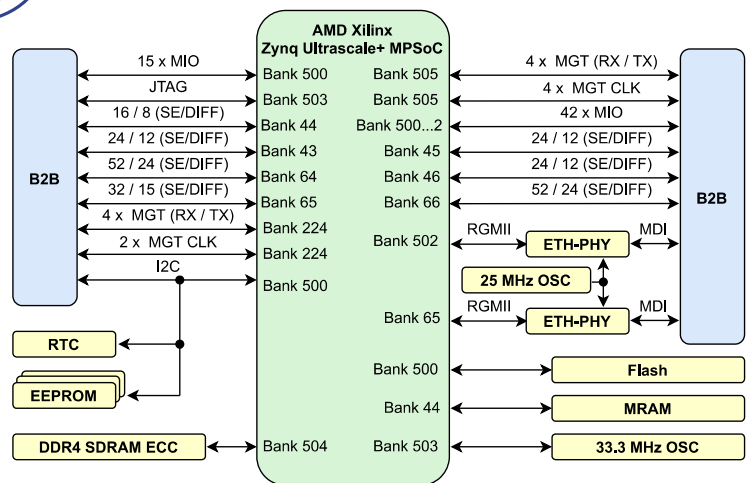 AMD Xilinx
Zynq Ultrascale+ MPSoC
B2B
15 x MIO
Bank 500
JTAG
Bank 503
16 / 8 (SE/DIFF)
Bank 44
24 / 12 (SE/DIFF)
Bank 43
52 / 24 (SE/DIFF)
Bank 64
32 / 15 (SE/DIFF)
Bank 65
4 x MGT (RX / TX)
Bank 224
2 x MGT CLK
Bank 224
I2C
Bank 500
RTC
EEPROM
DDR4 SDRAM ECC
Bank 504
Bank 505
4 x MGT (RX / TX)
Bank 505
4 x MGT CLK
Bank 500...2
42 x MIO
Bank 45
24 / 12 (SE/DIFF)
Bank 46
24 / 12 (SE/DIFF)
Bank 66
52 / 24 (SE/DIFF)
B2B
Bank 502
RGMII
ETH-PHY
MDI
25 MHz OSC
Bank 65
RGMII
ETH-PHY
MDI
Bank 500
Flash
Bank 44
MRAM
Bank 503
33.3 MHz OSC